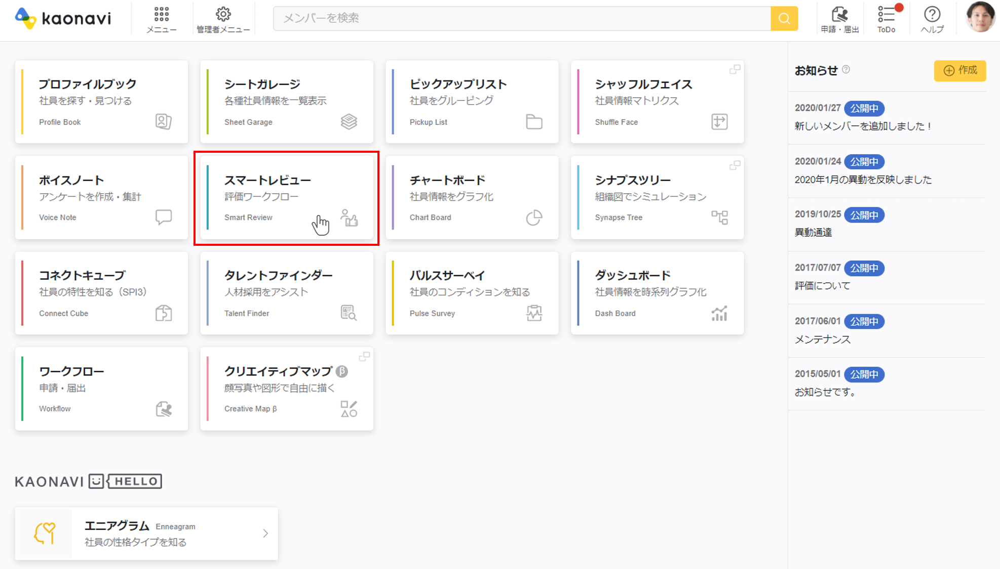 kaonavi
メニュー
管理者メニュー
メンバーを検索
申請・届出
ToDo
ヘルプ
プロファイルブック
社員を探す・見つける
Profile Book
シートガレージ
各種社員情報を一覧表示
Sheet Garage
ピックアップリスト
社員をグルーピング
Pickup List
シャッフルフェイス
社員情報マトリクス
Shuffle Face
ボイスノート
アンケートを作成・集計
Voice Note
スマートレビュー
評価ワークフロー
Smart Review
チャートボード
社員情報をグラフ化
Chart Board
シナプスツリー
組織図でシミュレーション
Synapse Tree
コネクトキューブ
社員の特性を知る（SPI3）
Connect Cube
タレントファインダー
人材採用をアシスト
Talent Finder
パルスサーベイ
社員のコンディションを知る
Pulse Survey
ダッシュボード
社員情報を時系列グラフ化
Dash Board
ワークフロー
申請・届出
Workflow
クリエイティブマップ β
顔写真や図形で自由に描く
Creative Map β
KAONAVI HELLO
エニアグラム Enneagram
社員の性格タイプを知る
お知らせ
作成
2020/01/27 公開中
新しいメンバーを追加しました！
2020/01/24 公開中
2020年1月の異動を反映しました
2019/10/25 公開中
異動通達
2017/07/07 公開中
評価について
2017/06/01 公開中
メンテナンス
2015/05/01 公開中
お知らせです。